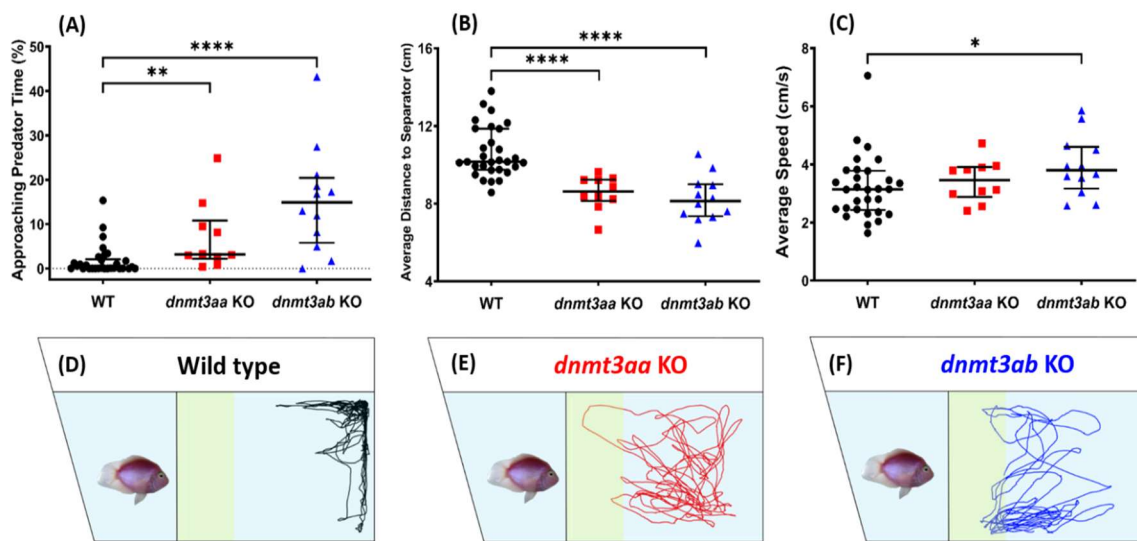 (A)
Approaching Predator Time (%)
50
40
30
20
10
0
****
**
WT
dnmt3aa KO
dnmt3ab KO
(B)
Average Distance to Separator (cm)
16
12
8
4
****
****
WT
dnmt3aa KO
dnmt3ab KO
(C)
Average Speed (cm/s)
8
6
4
2
0
*
WT
dnmt3aa KO
dnmt3ab KO
(D)
Wild type
(E)
dnmt3aa KO
(F)
dnmt3ab KO